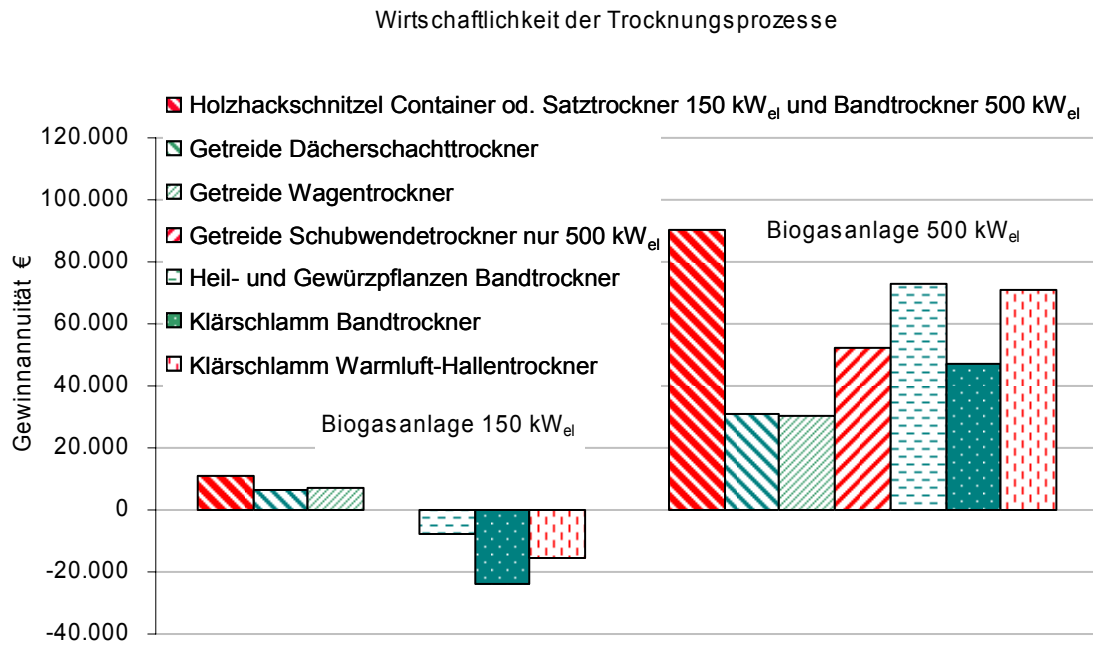 Wirtschaftlichkeit der Trocknungsprozesse
Holzhackschnitzel Container od. Satztrockner 150 kWel und Bandtrockner 500 kWel
120.000
Getreide Dächerschachttrockner
100.000
Getreide Wagentrockner
Getreide Schubwendetrockner nur 500 kWel
Biogasanlage 500 kWel
80.000
Heil- und Gewürzpflanzen Bandtrockner
60.000
Klärschlamm Bandtrockner
Klärschlamm Warmluft-Hallentrockner
40.000
Biogasanlage 150 kWel
20.000
0
-20.000
-40.000
Gewinnannuität €